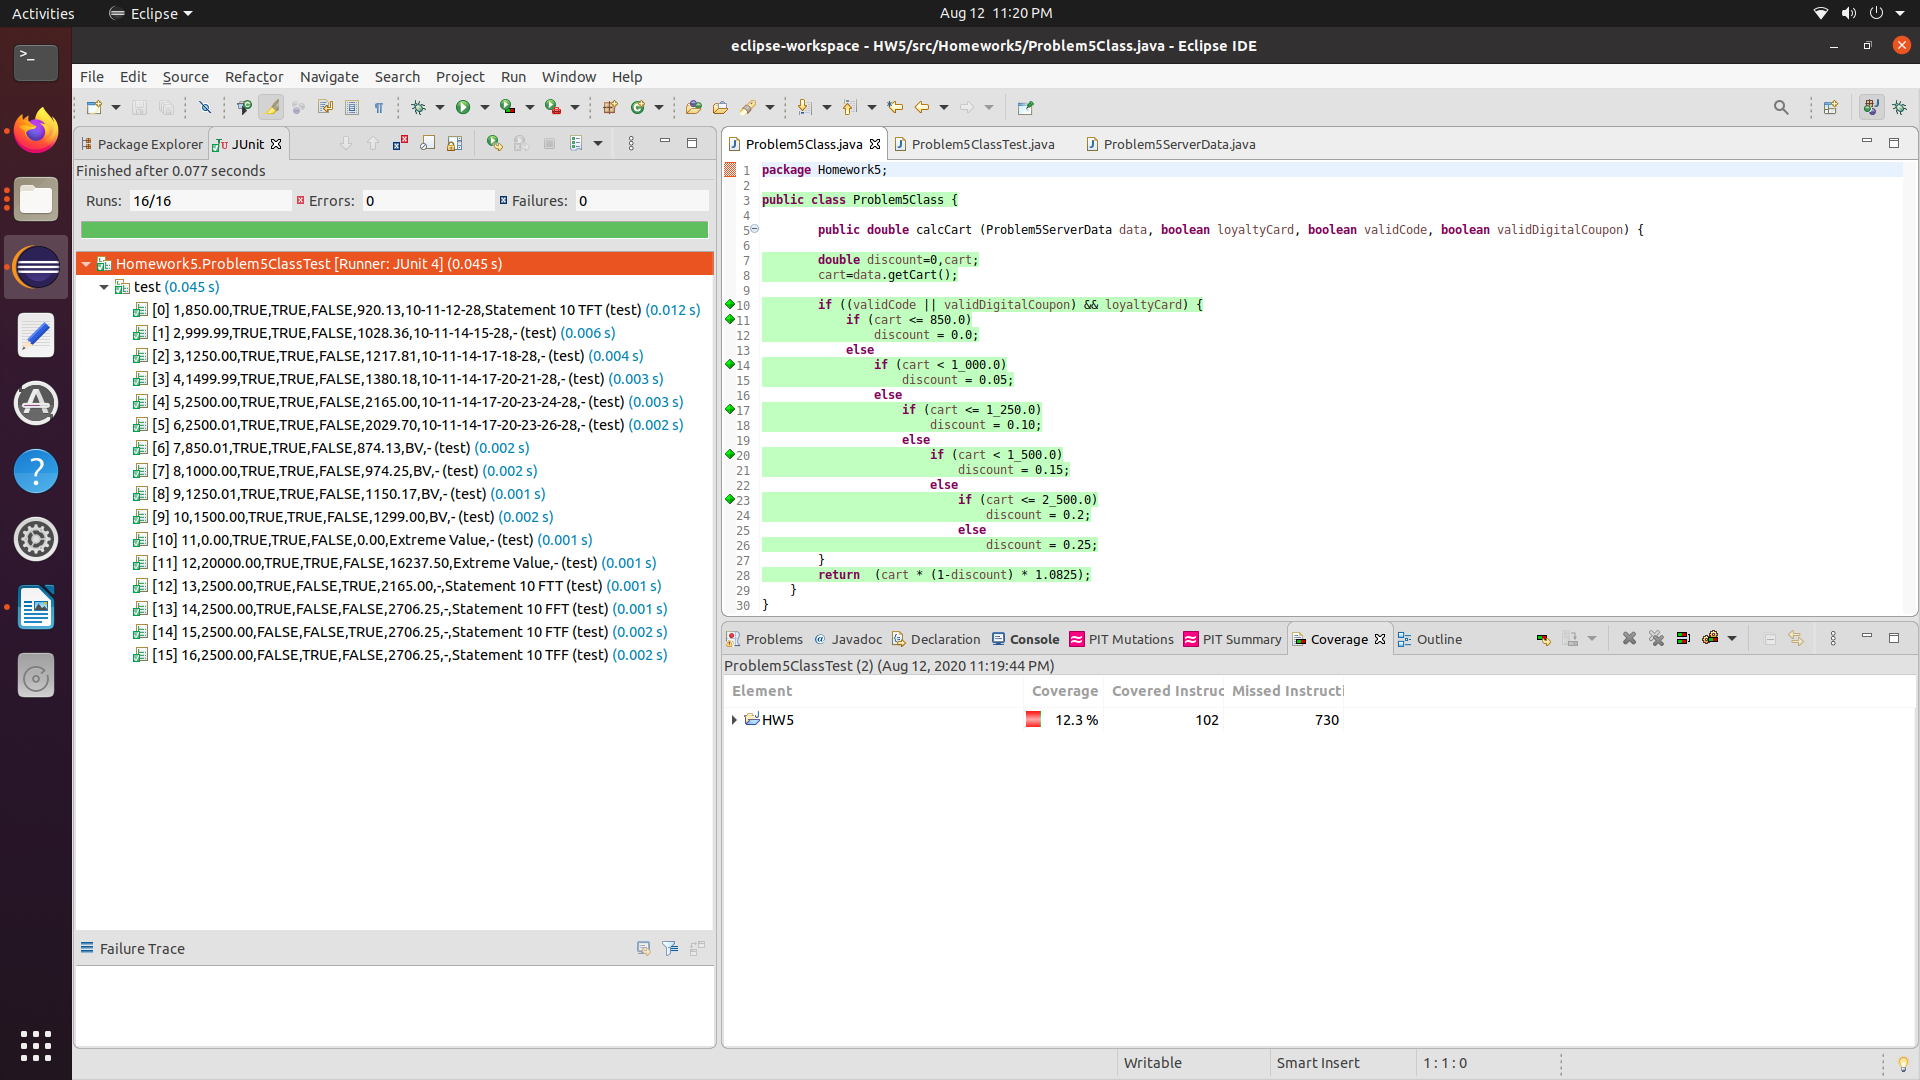 Activities
Eclipse
Aug 12 11:20 PM
eclipse-workspace - HW5/src/Homework5/Problem5Class.java - Eclipse IDE
File Edit Source Refactor Navigate Search Project Run Window Help
Package Explorer
JUnit
Finished after 0.077 seconds
Runs: 16/16 Errors: 0 Failures: 0
Homework5.Problem5ClassTest [Runner: JUnit 4] (0.045 s)
test (0.045 s)
[0] 1,850.00,TRUE,TRUE,FALSE,920.13,10-11-12-28,Statement 10 TFT (test) (0.012 s)
[1] 2,999.99,TRUE,TRUE,FALSE,1028.36,10-11-14-15-28,- (test) (0.006 s)
[2] 3,1250.00,TRUE,TRUE,FALSE,1217.81,10-11-14-17-18-28,- (test) (0.004 s)
[3] 4,1499.99,TRUE,TRUE,FALSE,1380.18,10-11-14-17-20-21-28,- (test) (0.003 s)
[4] 5,2500.00,TRUE,TRUE,FALSE,2165.00,10-11-14-17-20-23-24-28,- (test) (0.003 s)
[5] 6,2500.01,TRUE,TRUE,FALSE,2029.70,10-11-14-17-20-23-26-28,- (test) (0.002 s)
[6] 7,850.01,TRUE,TRUE,FALSE,874.13,BV,- (test) (0.002 s)
[7] 8,1000.00,TRUE,TRUE,FALSE,974.25,BV,- (test) (0.002 s)
[8] 9,1250.01,TRUE,TRUE,FALSE,1150.17,BV,- (test) (0.001 s)
[9] 10,1500.00,TRUE,TRUE,FALSE,1299.00,BV,- (test) (0.002 s)
[10] 11,0.00,TRUE,TRUE,FALSE,0.00,Extreme Value,- (test) (0.001 s)
[11] 12,20000.00,TRUE,TRUE,FALSE,16237.50,Extreme Value,- (test) (0.001 s)
[12] 13,2500.00,TRUE,FALSE,TRUE,2165.00,-,Statement 10 FTT (test) (0.001 s)
[13] 14,2500.00,TRUE,FALSE,FALSE,2706.25,-,Statement 10 FFT (test) (0.001 s)
[14] 15,2500.00,FALSE,FALSE,TRUE,2706.25,-,Statement 10 FTF (test) (0.002 s)
[15] 16,2500.00,FALSE,TRUE,FALSE,2706.25,-,Statement 10 TFF (test) (0.002 s)
Failure Trace
Problem5Class.java
Problem5ClassTest.java
Problem5ServerData.java
1 package Homework5;
2
3 public class Problem5Class {
4
5 public double calcCart (Problem5ServerData data, boolean loyaltyCard, boolean validCode, boolean validDigitalCoupon) {
6
7 double discount=0,cart;
8 cart=data.getCart();
9
10 if ((validCode || validDigitalCoupon) && loyaltyCard) {
11 if (cart <= 850.0)
12 discount = 0.0;
13 else
14 if (cart < 1_000.0)
15 discount = 0.05;
16 else
17 if (cart <= 1_250.0)
18 discount = 0.10;
19 else
20 if (cart < 1_500.0)
21 discount = 0.15;
22 else
23 if (cart <= 2_500.0)
24 discount = 0.2;
25 else
26 discount = 0.25;
27 }
28 return (cart * (1-discount) * 1.0825);
29 }
30 }
Problems @ Javadoc Declaration Console PIT Mutations PIT Summary Coverage Outline
Problem5ClassTest (2) (Aug 12, 2020 11:19:44 PM)
Element Coverage Covered Instruc Missed Instructi
HW5 12.3 % 102 730
Writable Smart Insert 1 : 1 : 0